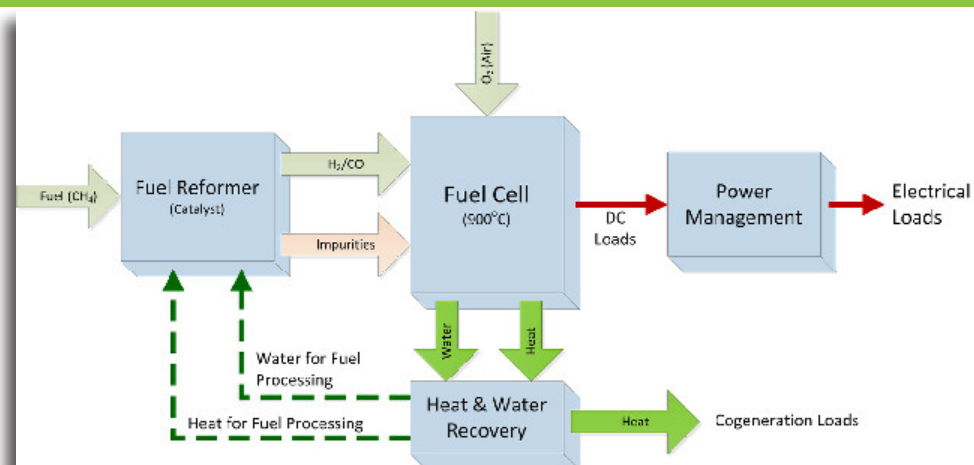 O₂ (Air)
Fuel (CH₄)
Fuel Reformer
(Catalyst)
H₂/CO
Impurities
Fuel Cell
(900°C)
DC
Loads
Power
Management
Electrical
Loads
Water
Heat
Water for Fuel
Processing
Heat for Fuel Processing
Heat & Water
Recovery
Heat
Cogeneration Loads